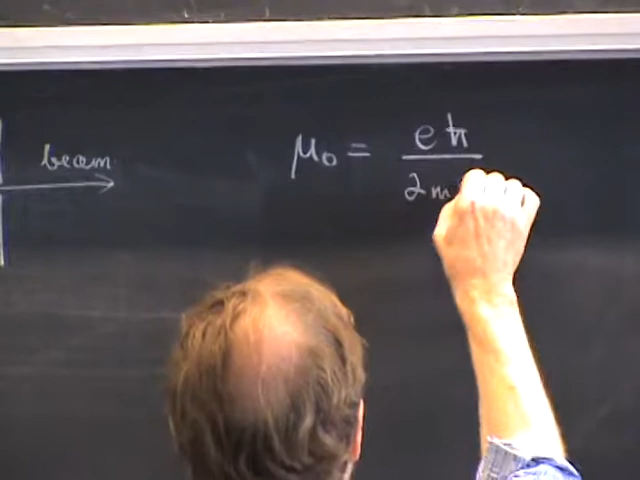 beam
μ₀ = eħ
2m